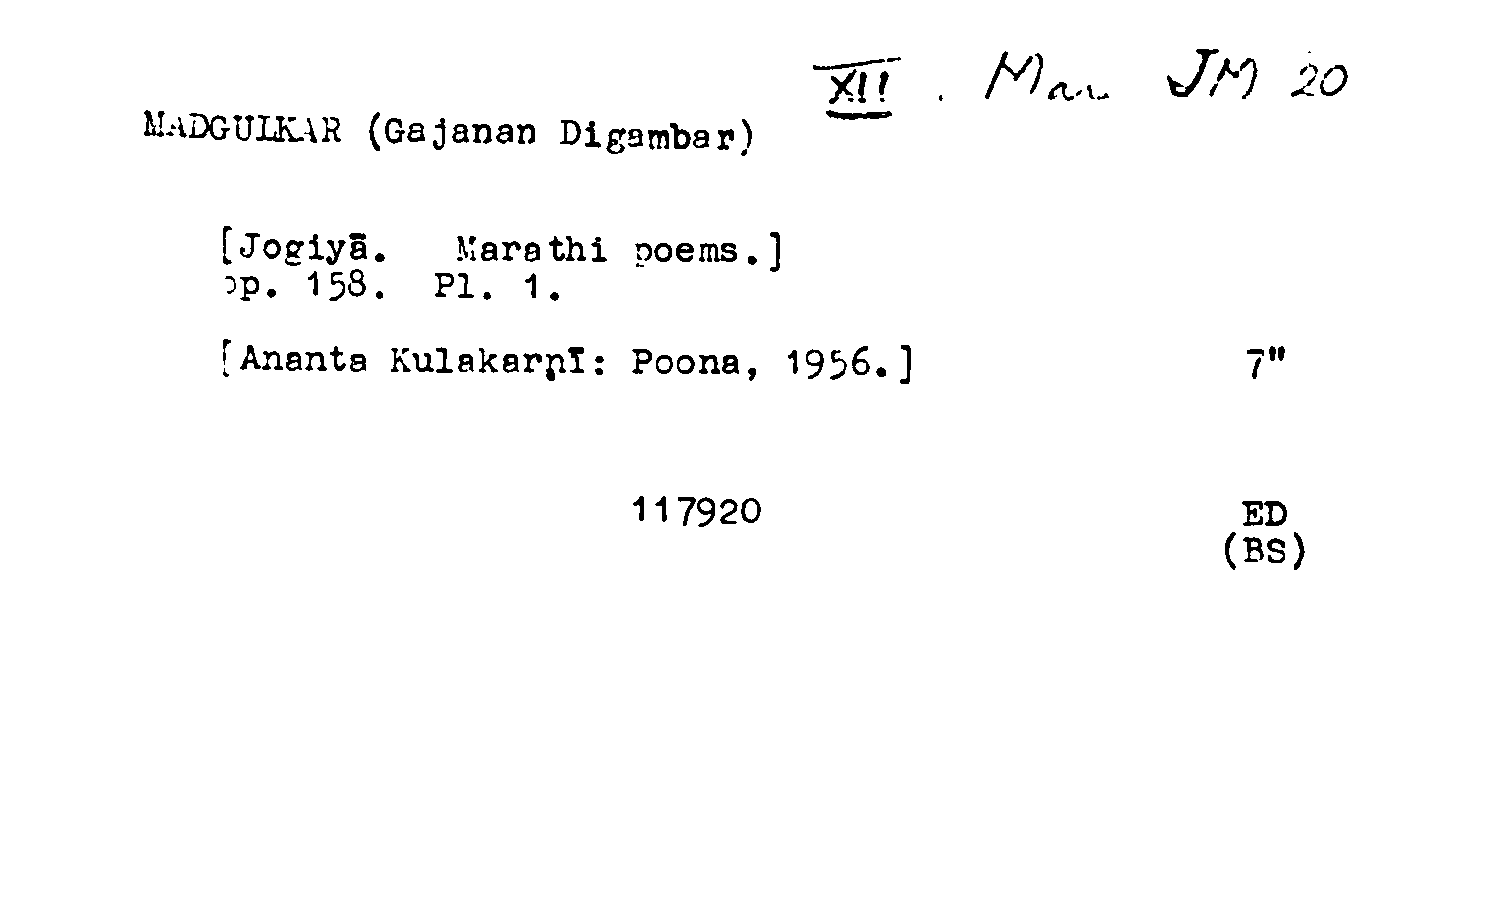 XII. Mar JM 20
MADGULKAR (Gajanan Digambar)
[Jogiyā. Marathi poems.]
pp. 158. Pl. 1.
[Ananta Kulakarṇī: Poona, 1956.] 7"
117920 ED
(BS)